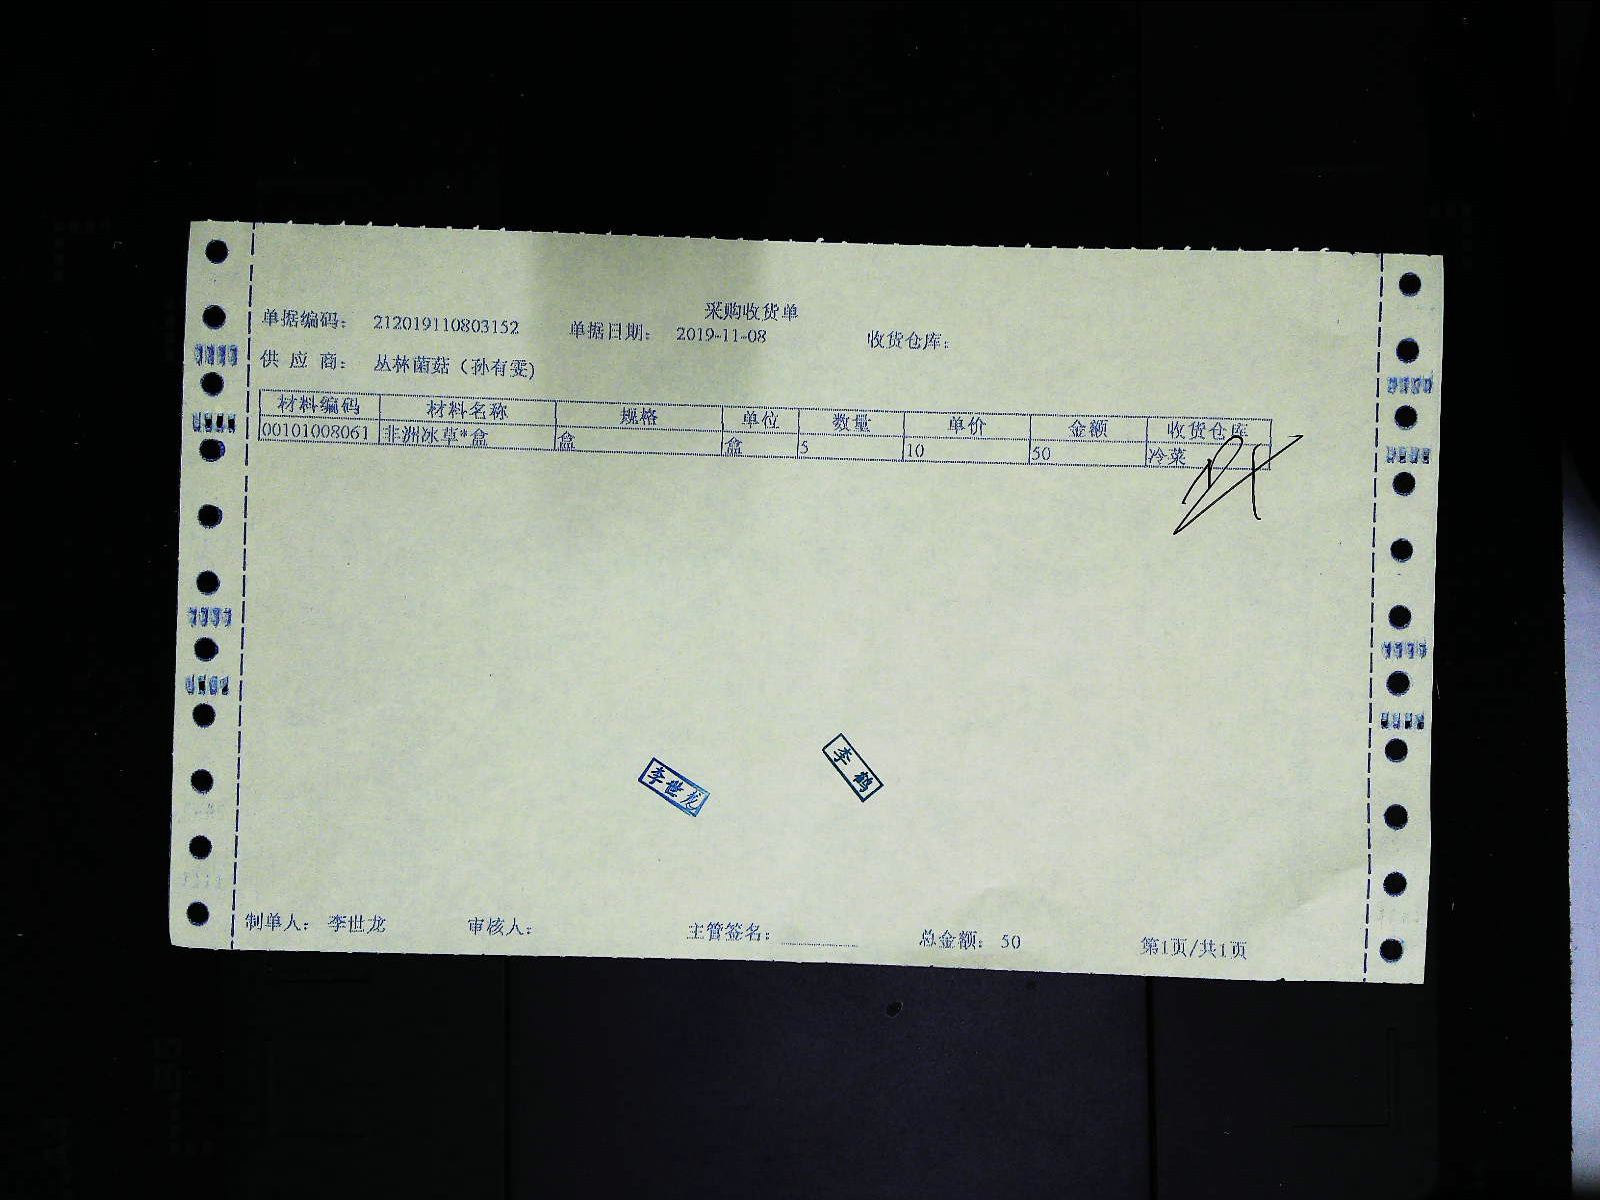 采购收货单
单据编码： 212019110803152 单据日期： 2019-11-08 收货仓库：
供 应 商： 丛林菌菇（孙有雯）
材料编码 材料名称 规格 单位 数量 单价 金额 收货仓库
00101008061 非洲冰草*盒 盒 盒 5 10 50 冷菜
李世龙
李鹤
制单人： 李世龙 审核人： 主管签名： 总金额： 50 第1页/共1页